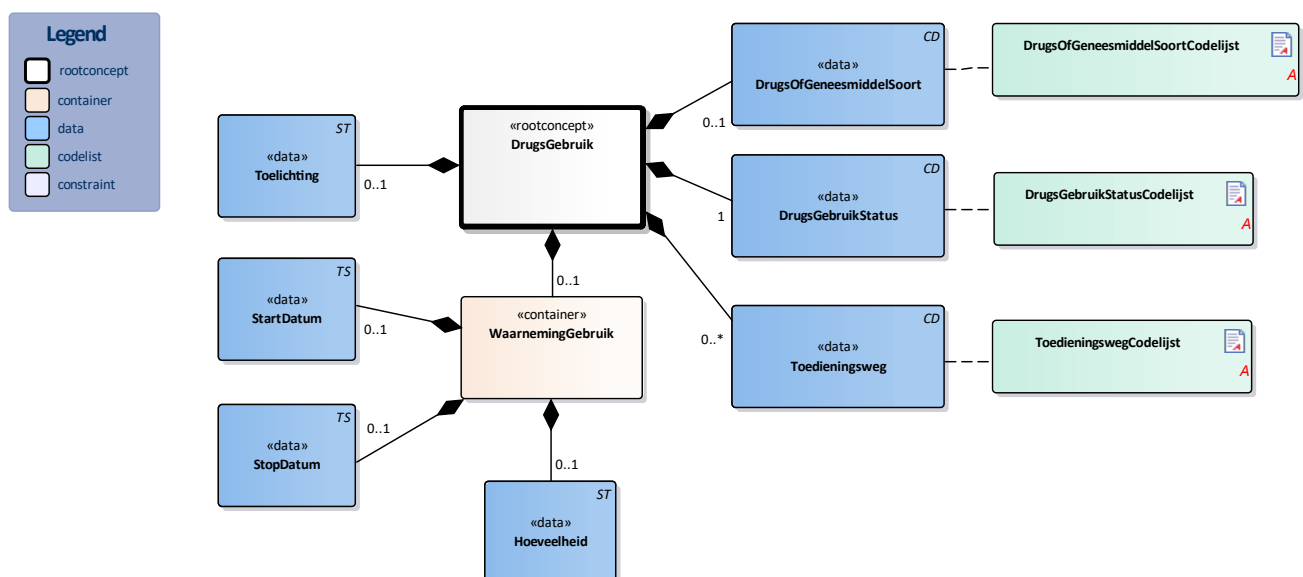 Legend
rootconcept
container
data
codelist
constraint
ST
«data»
Toelichting
0..1
«rootconcept»
DrugsGebruik
CD
«data»
DrugsOfGeneesmiddelSoort
0..1
DrugsOfGeneesmiddelSoortCodelijst
A
CD
«data»
DrugsGebruikStatus
1
DrugsGebruikStatusCodelijst
A
CD
«data»
Toedieningsweg
0..*
ToedieningswegCodelijst
A
0..1
«container»
WaarnemingGebruik
TS
«data»
StartDatum
0..1
TS
«data»
StopDatum
0..1
0..1
ST
«data»
Hoeveelheid